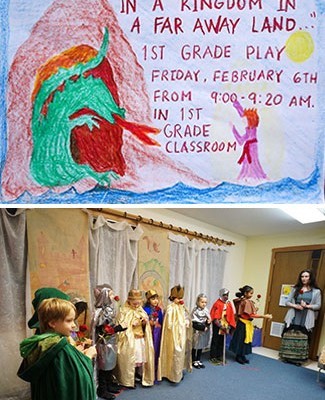 IN A KINGDOM IN
A FAR AWAY LAND..."
1ST GRADE PLAY
FRIDAY, FEBRUARY 6TH
FROM 9:00-9:20 AM.
IN 1ST
GRADE
CLASSROOM